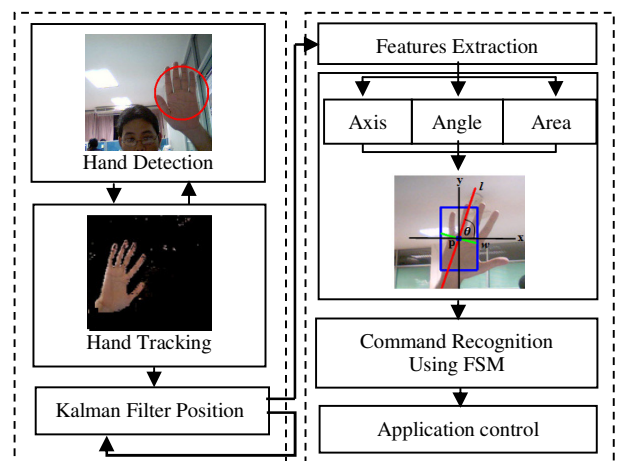 Hand Detection
Hand Tracking
Kalman Filter Position
Features Extraction
Axis
Angle
Area
y
l
θ
x
p
w
Command Recognition
Using FSM
Application control